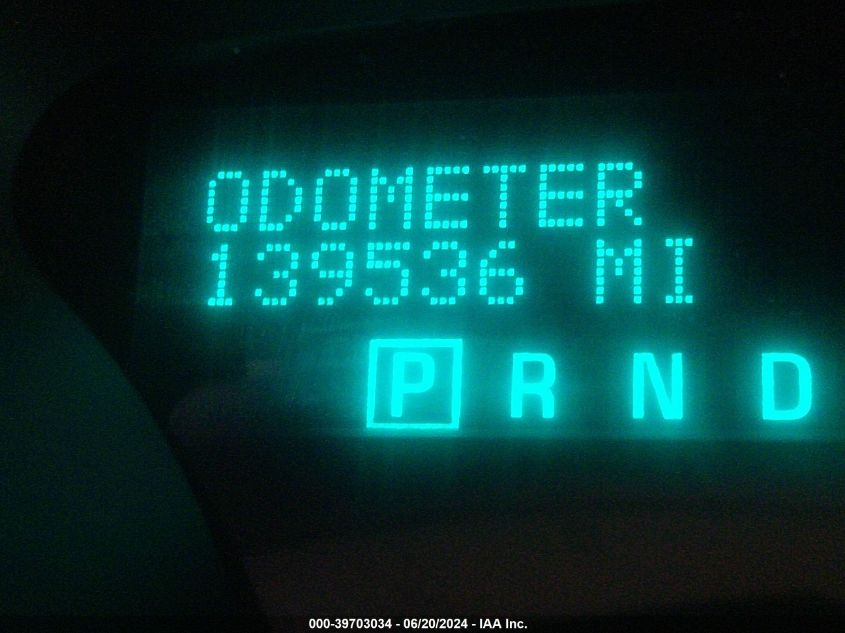 ODOMETER
139536 MI
P R N D
000-39703034 - 06/20/2024 - IAA Inc.